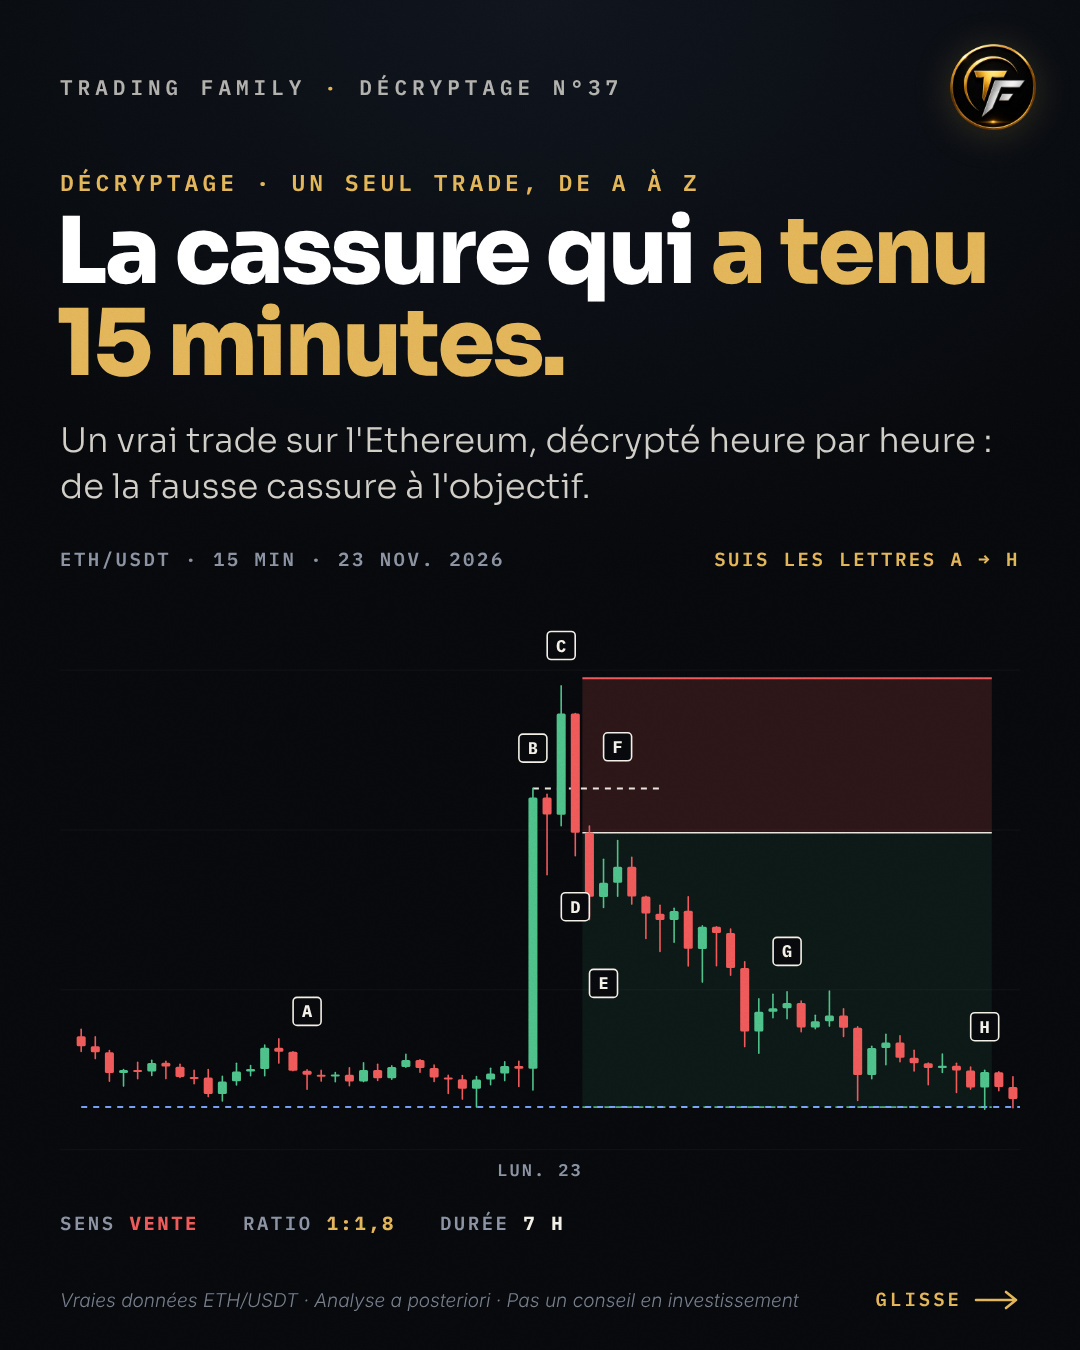 TRADING FAMILY · DÉCRYPTAGE N°37
TF
DÉCRYPTAGE · UN SEUL TRADE, DE A À Z
La cassure qui a tenu
15 minutes.
Un vrai trade sur l'Ethereum, décrypté heure par heure :
de la fausse cassure à l'objectif.
ETH/USDT · 15 MIN · 23 NOV. 2026
SUIS LES LETTRES A → H
C
B
F
D
G
E
A
H
LUN. 23
SENS VENTE RATIO 1:1,8 DURÉE 7 H
Vraies données ETH/USDT · Analyse a posteriori · Pas un conseil en investissement
GLISSE →